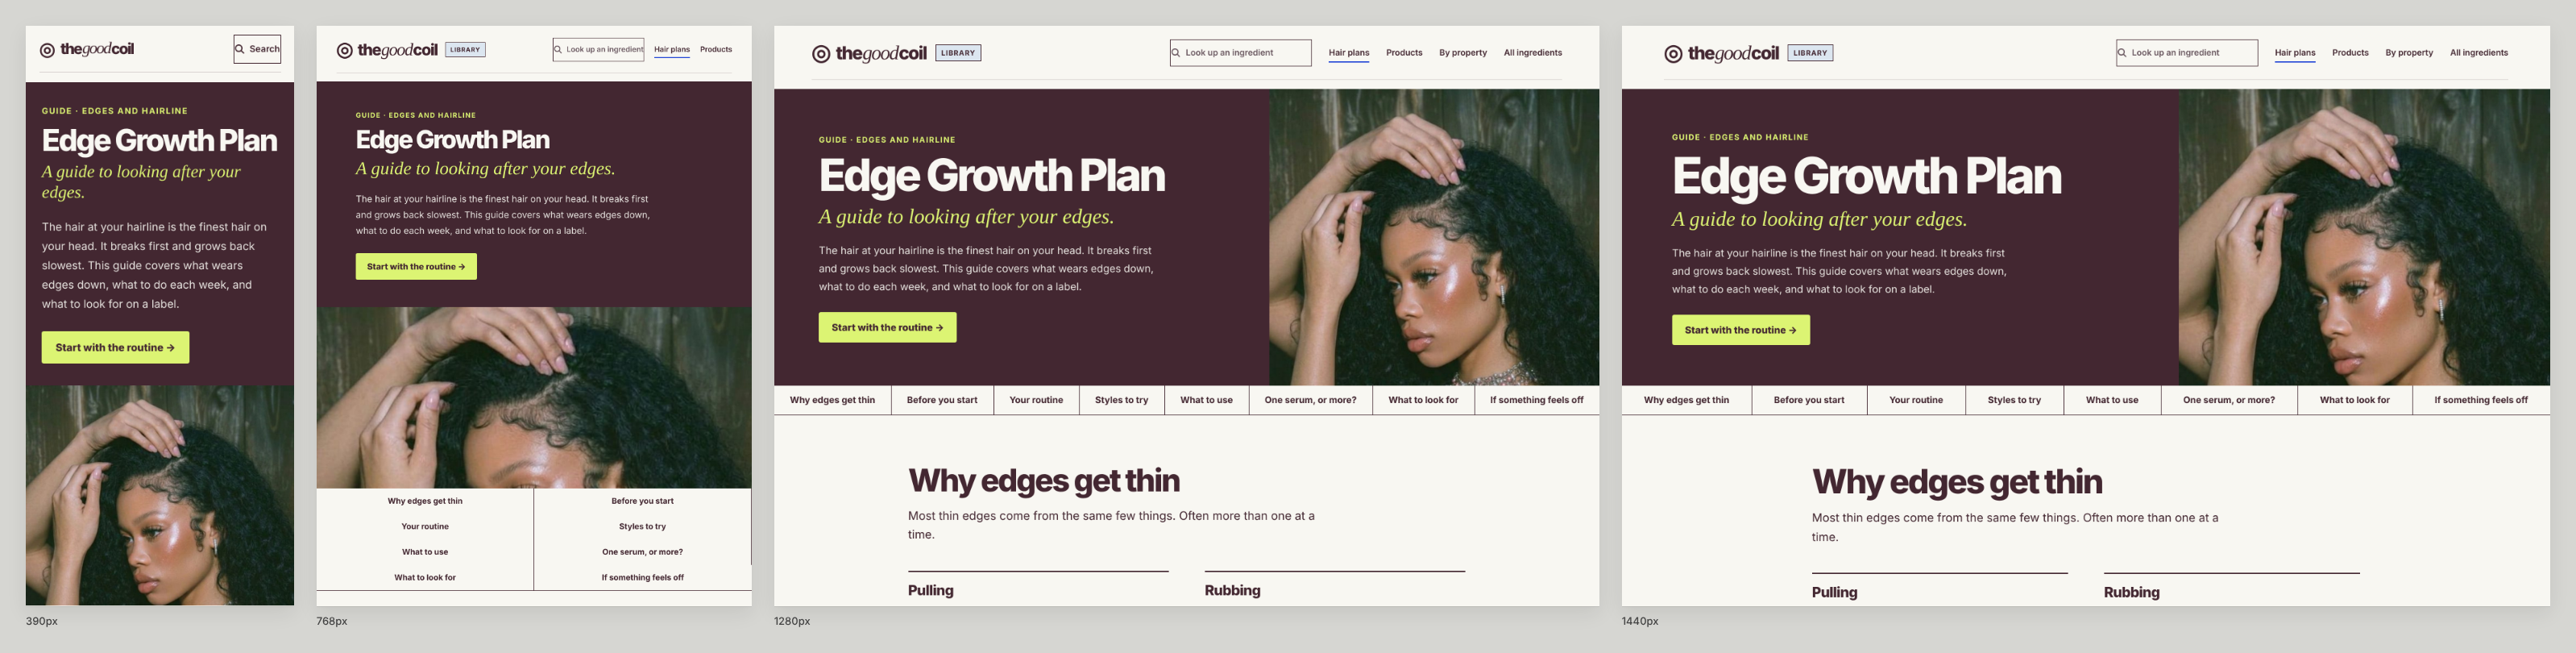 thegoodcoil
Search
GUIDE · EDGES AND HAIRLINE
Edge Growth Plan
A guide to looking after your
edges.
The hair at your hairline is the finest hair on
your head. It breaks first and grows back
slowest. This guide covers what wears
edges down, what to do each week, and
what to look for on a label.
Start with the routine →
390px
thegoodcoil LIBRARY
Look up an ingredient Hair plans Products
GUIDE · EDGES AND HAIRLINE
Edge Growth Plan
A guide to looking after your edges.
The hair at your hairline is the finest hair on your head. It breaks first
and grows back slowest. This guide covers what wears edges down,
what to do each week, and what to look for on a label.
Start with the routine →
Why edges get thin Before you start
Your routine Styles to try
What to use One serum, or more?
What to look for If something feels off
768px
thegoodcoil LIBRARY
Look up an ingredient Hair plans Products By property All ingredients
GUIDE · EDGES AND HAIRLINE
Edge Growth Plan
A guide to looking after your edges.
The hair at your hairline is the finest hair on your head. It breaks first
and grows back slowest. This guide covers what wears edges down,
what to do each week, and what to look for on a label.
Start with the routine →
Why edges get thin Before you start Your routine Styles to try What to use One serum, or more? What to look for If something feels off
Why edges get thin
Most thin edges come from the same few things. Often more than one at a
time.
Pulling Rubbing
1280px
thegoodcoil LIBRARY
Look up an ingredient Hair plans Products By property All ingredients
GUIDE · EDGES AND HAIRLINE
Edge Growth Plan
A guide to looking after your edges.
The hair at your hairline is the finest hair on your head. It breaks first
and grows back slowest. This guide covers what wears edges down,
what to do each week, and what to look for on a label.
Start with the routine →
Why edges get thin Before you start Your routine Styles to try What to use One serum, or more? What to look for If something feels off
Why edges get thin
Most thin edges come from the same few things. Often more than one at a
time.
Pulling Rubbing
1440px